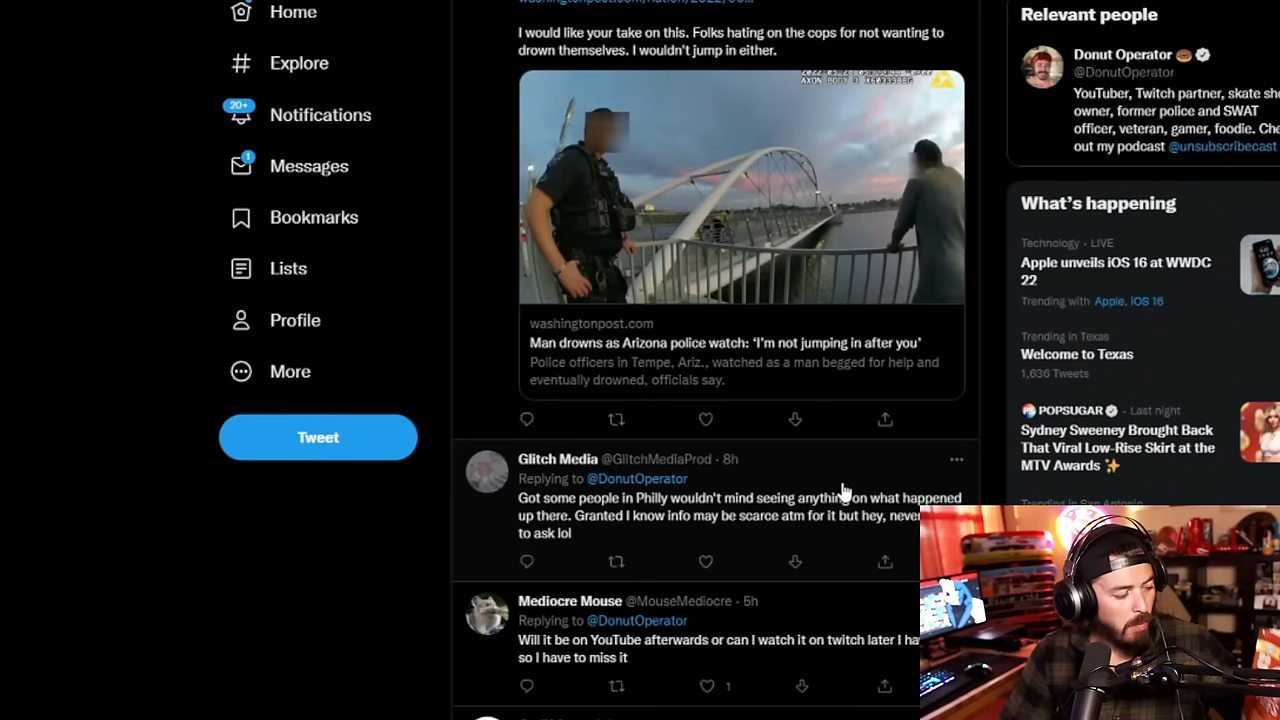 Home
Explore
20+
Notifications
1
Messages
Bookmarks
Lists
Profile
More
Tweet
I would like your take on this. Folks hating on the cops for not wanting to
drown themselves. I wouldn't jump in either.
washingtonpost.com
Man drowns as Arizona police watch: 'I'm not jumping in after you'
Police officers in Tempe, Ariz., watched as a man begged for help and
eventually drowned, officials say.
Glitch Media @GlitchMediaProd · 8h
Replying to @DonutOperator
Got some people in Philly wouldn't mind seeing anything on what happened
up there. Granted I know info may be scarce atm for it but hey, never
to ask lol
Mediocre Mouse @MouseMediocre · 5h
Replying to @DonutOperator
Will it be on YouTube afterwards or can I watch it on twitch later I
so I have to miss it
1
Relevant people
Donut Operator
@DonutOperator
YouTuber, Twitch partner, skate
owner, former police and SWAT
officer, veteran, gamer, foodie.
out my podcast @unsubscribecast
What's happening
Technology · LIVE
Apple unveils iOS 16 at WWDC
22
Trending with Apple, iOS 16
Trending in Texas
Welcome to Texas
1,636 Tweets
POPSUGAR · Last night
Sydney Sweeney Brought Back
That Viral Low-Rise Skirt at the
MTV Awards